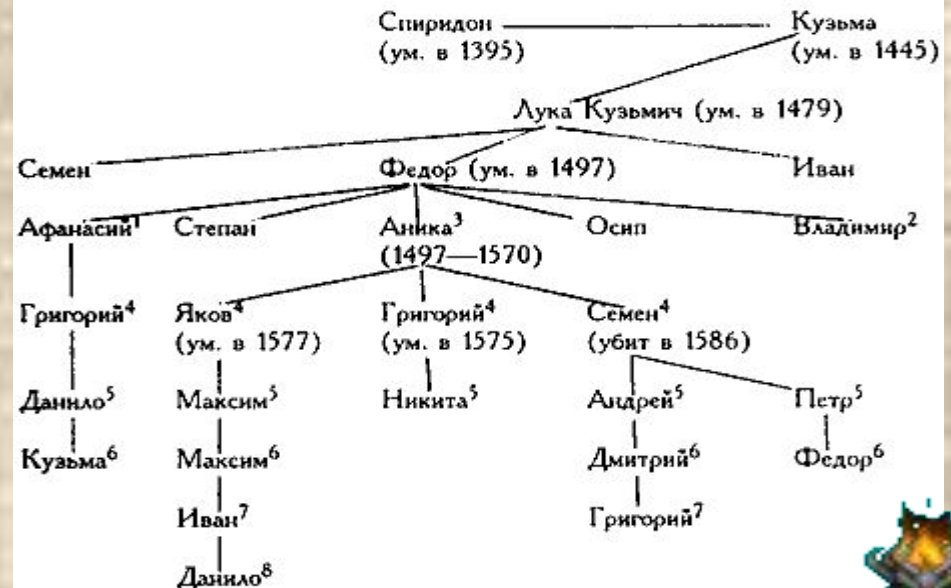 Спиридон Кузьма
(ум. в 1395) (ум. в 1445)
Лука Кузьмич (ум. в 1479)
Семен Федор (ум. в 1497) Иван
Афанасий¹ Степан Аника³ Осип Владимир²
(1497—1570)
Григорий⁴ Яков⁴ Григорий⁴ Семен⁴
(ум. в 1577) (ум. в 1575) (убит в 1586)
Данило⁵ Максим⁵ Никита⁵ Андрей⁵ Петр⁵
Кузьма⁶ Максим⁶ Дмитрий⁶ Федор⁶
Иван⁷ Григорий⁷
Данило⁸